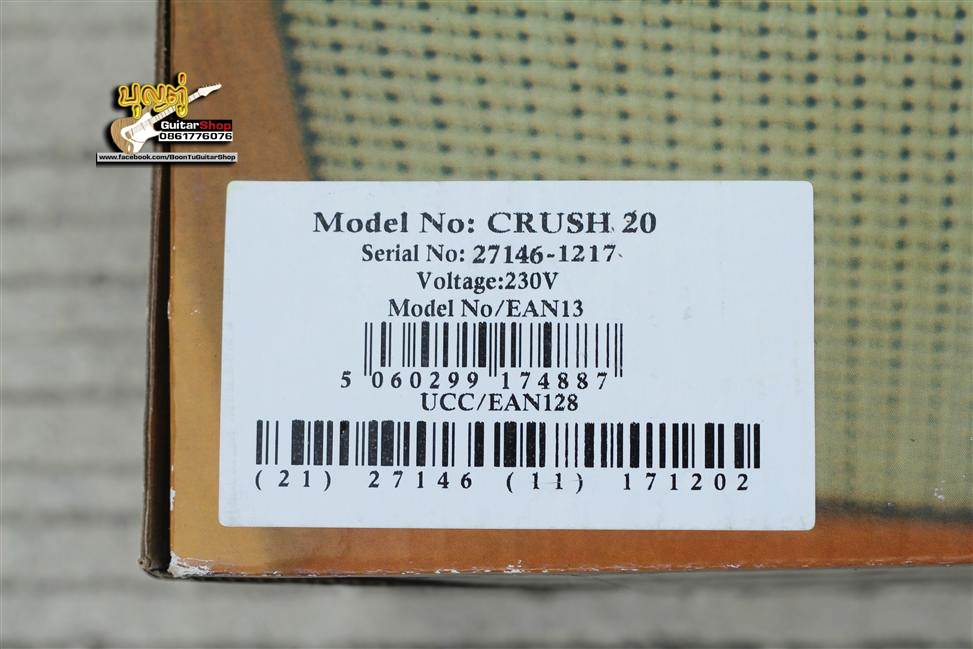 บุญตู่
GuitarShop
0861776076
www.facebook.com/BoonTuGuitarShop
Model No: CRUSH 20
Serial No: 27146-1217
Voltage:230V
Model No/EAN13
5 060299 174887
UCC/EAN128
(21) 27146 (11) 171202